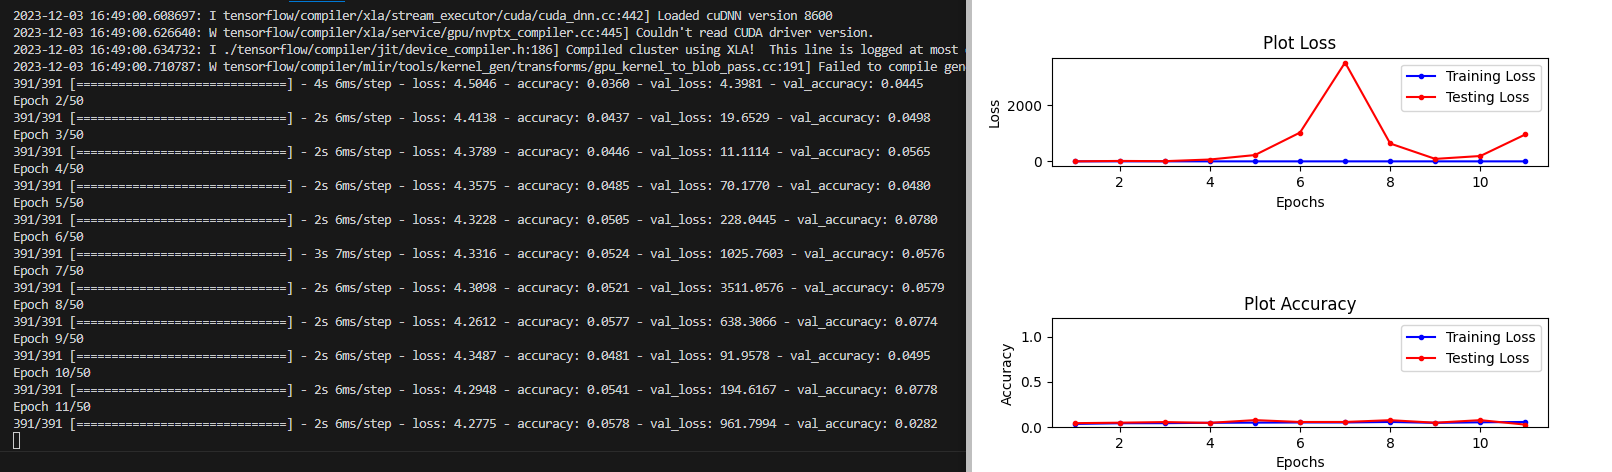 2023-12-03 16:49:00.608697: I tensorflow/compiler/xla/stream_executor/cuda/cuda_dnn.cc:442] Loaded cuDNN version 8600
2023-12-03 16:49:00.626640: W tensorflow/compiler/xla/service/gpu/nvptx_compiler.cc:445] Couldn't read CUDA driver version.
2023-12-03 16:49:00.634732: I ./tensorflow/compiler/jit/device_compiler.h:186] Compiled cluster using XLA!  This line is logged at most
2023-12-03 16:49:00.710787: W tensorflow/compiler/mlir/tools/kernel_gen/transforms/gpu_kernel_to_blob_pass.cc:191] Failed to compile gen
391/391 [==============================] - 4s 6ms/step - loss: 4.5046 - accuracy: 0.0360 - val_loss: 4.3981 - val_accuracy: 0.0445
Epoch 2/50
391/391 [==============================] - 2s 6ms/step - loss: 4.4138 - accuracy: 0.0437 - val_loss: 19.6529 - val_accuracy: 0.0498
Epoch 3/50
391/391 [==============================] - 2s 6ms/step - loss: 4.3789 - accuracy: 0.0446 - val_loss: 11.1114 - val_accuracy: 0.0565
Epoch 4/50
391/391 [==============================] - 2s 6ms/step - loss: 4.3575 - accuracy: 0.0485 - val_loss: 70.1770 - val_accuracy: 0.0480
Epoch 5/50
391/391 [==============================] - 2s 6ms/step - loss: 4.3228 - accuracy: 0.0505 - val_loss: 228.0445 - val_accuracy: 0.0780
Epoch 6/50
391/391 [==============================] - 3s 7ms/step - loss: 4.3316 - accuracy: 0.0524 - val_loss: 1025.7603 - val_accuracy: 0.0576
Epoch 7/50
391/391 [==============================] - 2s 6ms/step - loss: 4.3098 - accuracy: 0.0521 - val_loss: 3511.0576 - val_accuracy: 0.0579
Epoch 8/50
391/391 [==============================] - 2s 6ms/step - loss: 4.2612 - accuracy: 0.0577 - val_loss: 638.3066 - val_accuracy: 0.0774
Epoch 9/50
391/391 [==============================] - 2s 6ms/step - loss: 4.3487 - accuracy: 0.0481 - val_loss: 91.9578 - val_accuracy: 0.0495
Epoch 10/50
391/391 [==============================] - 2s 6ms/step - loss: 4.2948 - accuracy: 0.0541 - val_loss: 194.6167 - val_accuracy: 0.0778
Epoch 11/50
391/391 [==============================] - 2s 6ms/step - loss: 4.2775 - accuracy: 0.0578 - val_loss: 961.7994 - val_accuracy: 0.0282
Plot Loss
Training Loss
Testing Loss
Loss
2000
0
2 4 6 8 10
Epochs
Plot Accuracy
Training Loss
Testing Loss
Accuracy
1.0
0.5
0.0
2 4 6 8 10
Epochs